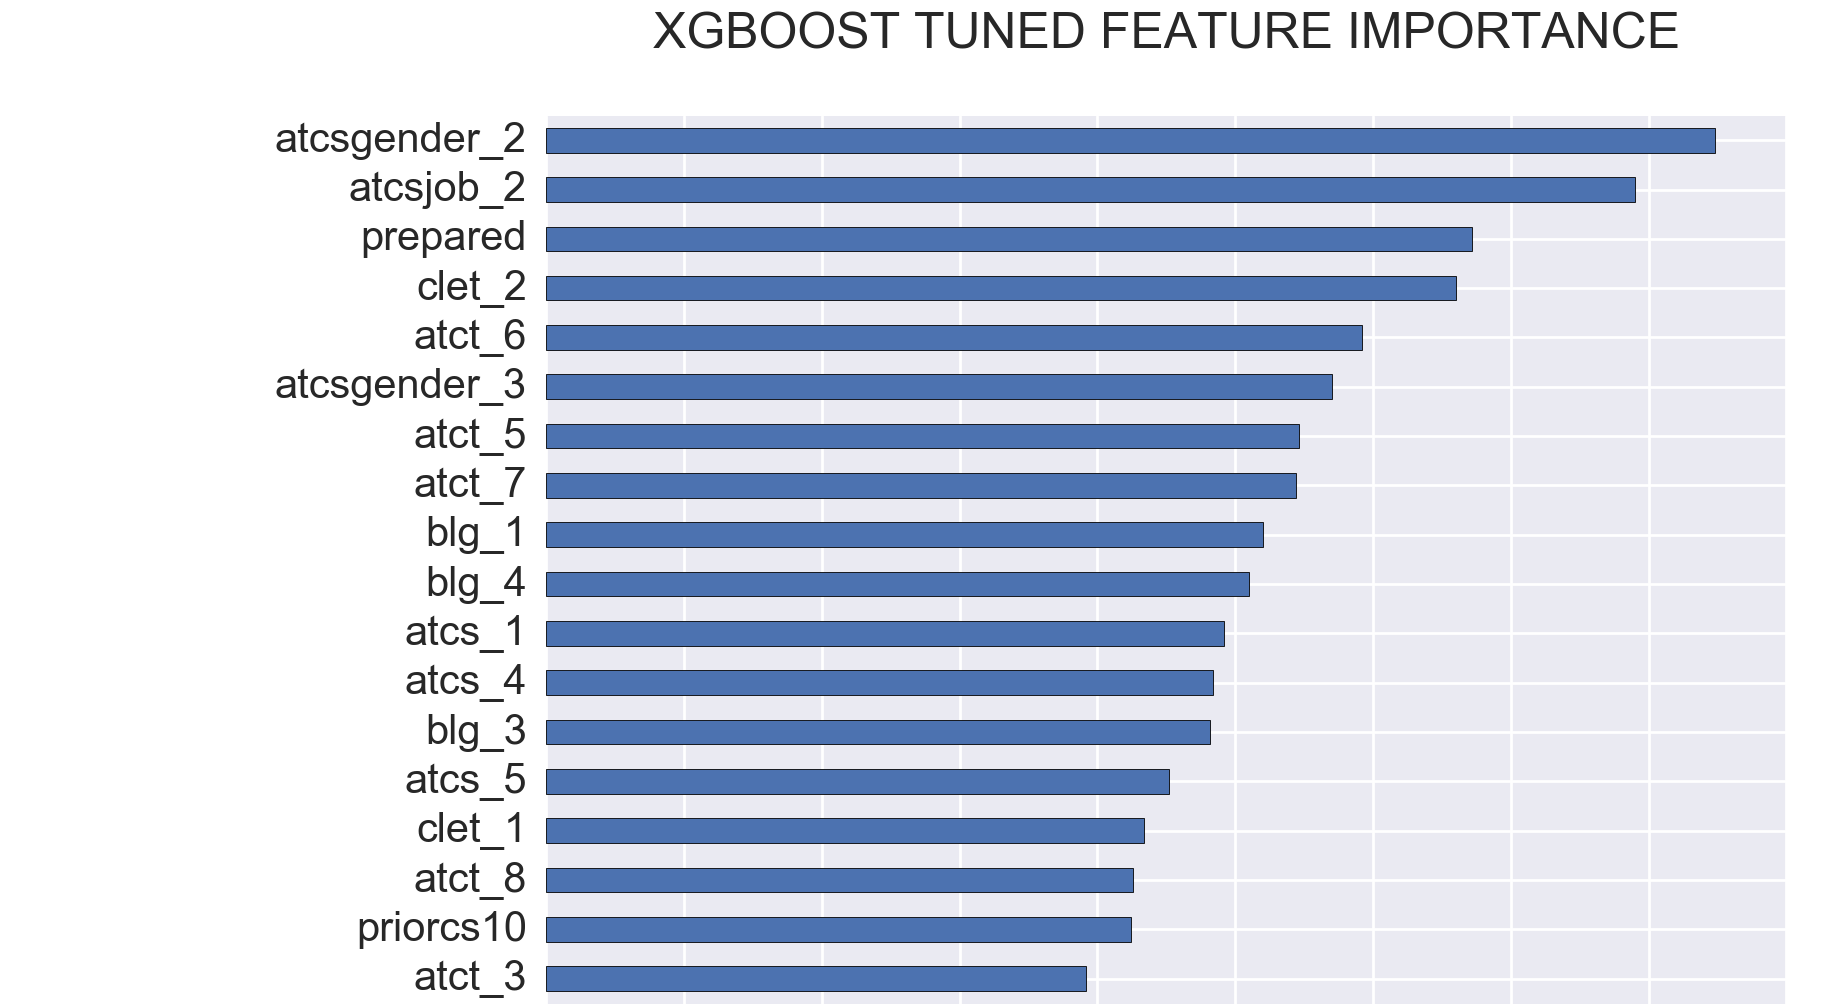 XGBOOST TUNED FEATURE IMPORTANCE
atcsgender_2
atcsjob_2
prepared
clet_2
atct_6
atcsgender_3
atct_5
atct_7
blg_1
blg_4
atcs_1
atcs_4
blg_3
atcs_5
clet_1
atct_8
priorcs10
atct_3